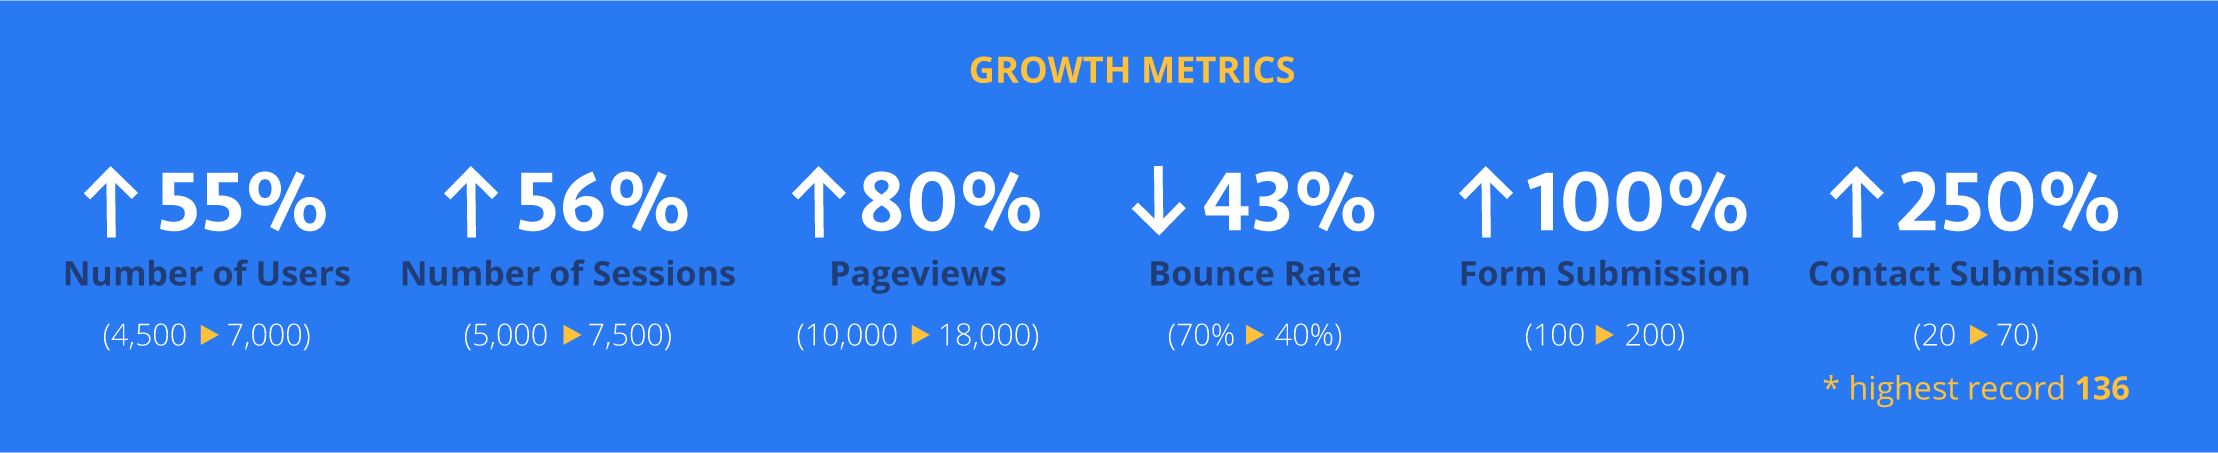 GROWTH METRICS
↑ 55% ↑ 56% ↑ 80% ↓ 43% ↑ 100% ↑ 250%
Number of Users Number of Sessions Pageviews Bounce Rate Form Submission Contact Submission
(4,500 ▶ 7,000) (5,000 ▶ 7,500) (10,000 ▶ 18,000) (70% ▶ 40%) (100 ▶ 200) (20 ▶ 70)
* highest record 136